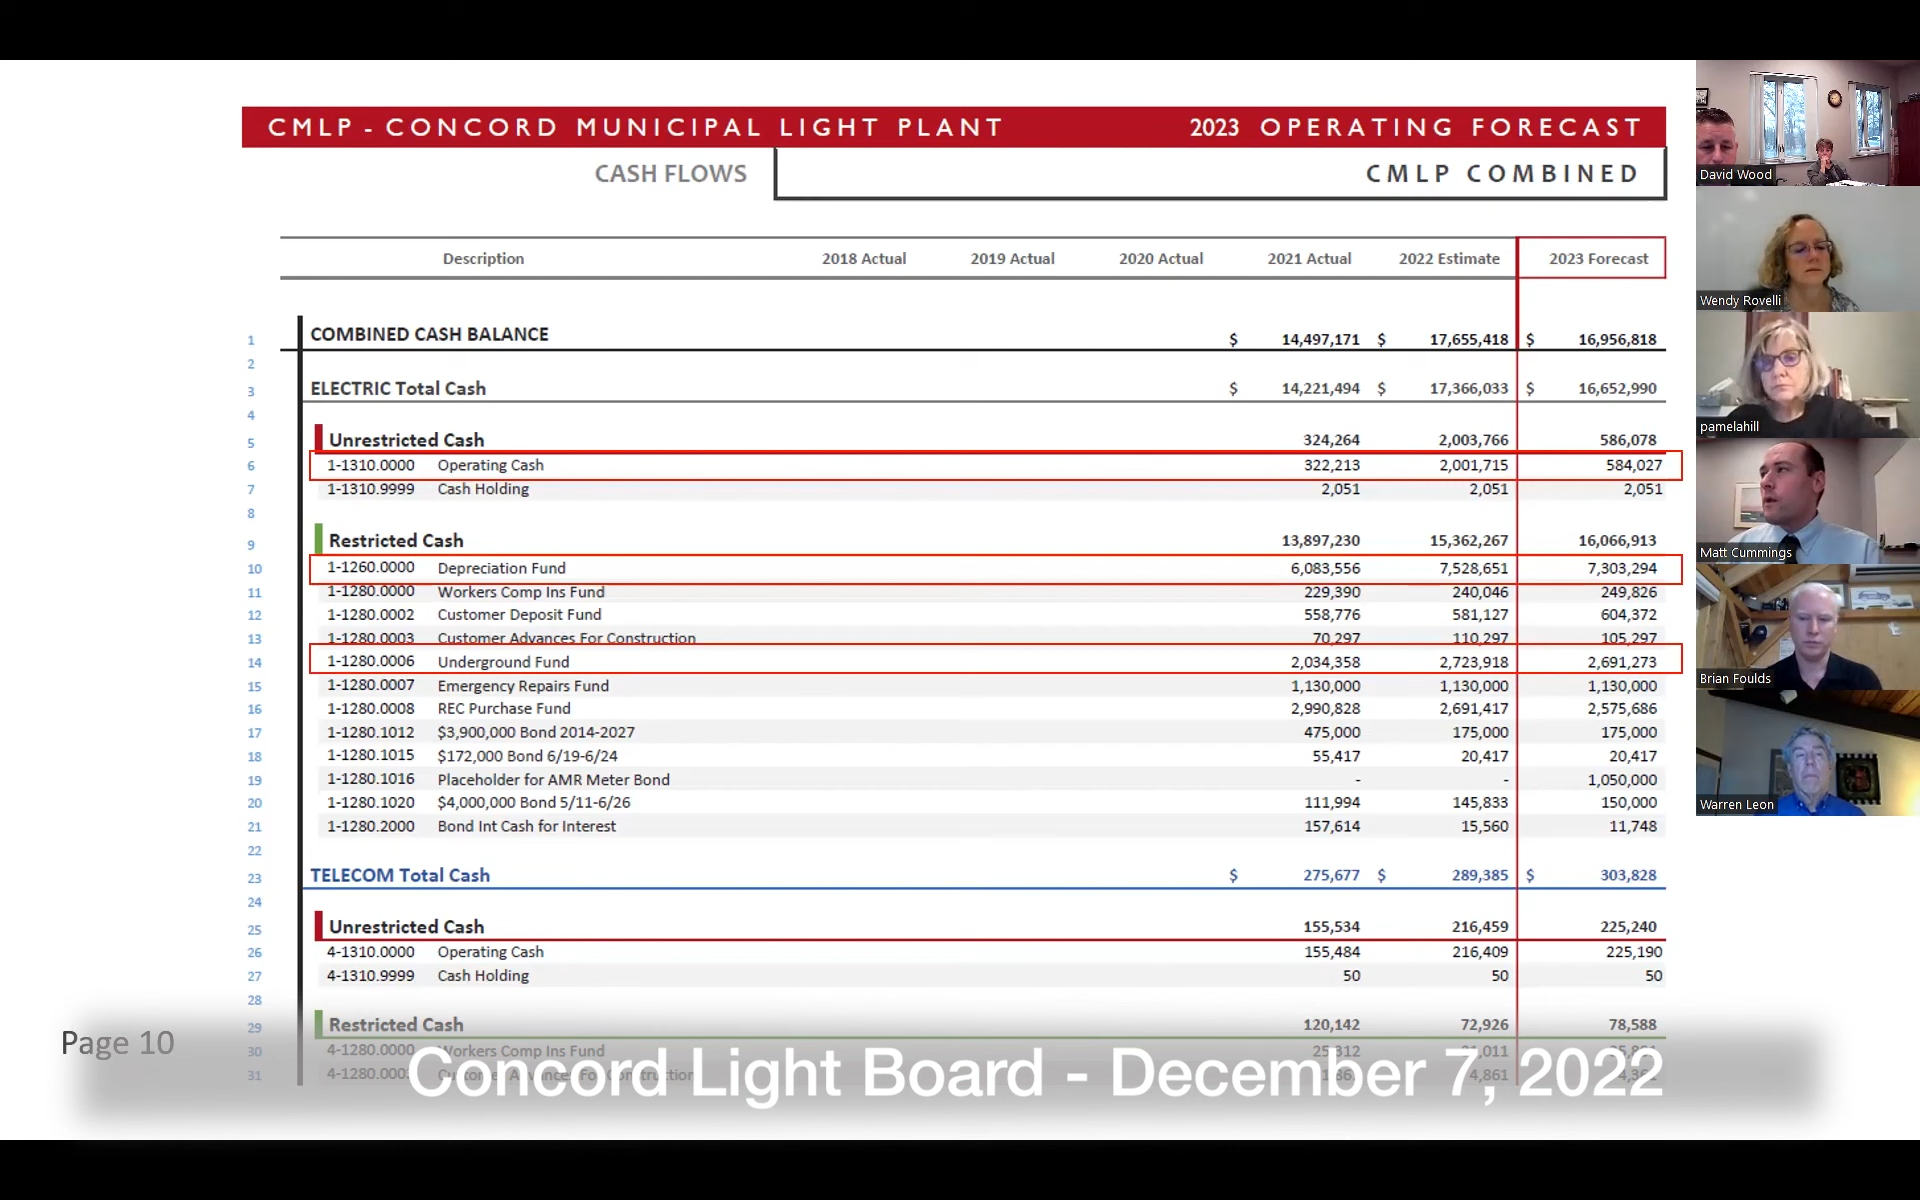 CMLP - CONCORD MUNICIPAL LIGHT PLANT 2023 OPERATING FORECAST
CASH FLOWS CMLP COMBINED
Description 2018 Actual 2019 Actual 2020 Actual 2021 Actual 2022 Estimate 2023 Forecast
1 COMBINED CASH BALANCE $ 14,497,171 $ 17,655,418 $ 16,956,818
2
3 ELECTRIC Total Cash $ 14,221,494 $ 17,366,033 $ 16,652,990
4
5 Unrestricted Cash 324,264 2,003,766 586,078
6 1-1310.0000 Operating Cash 322,213 2,001,715 584,027
7 1-1310.9999 Cash Holding 2,051 2,051 2,051
8
9 Restricted Cash 13,897,230 15,362,267 16,066,913
10 1-1260.0000 Depreciation Fund 6,083,556 7,528,651 7,303,294
11 1-1280.0000 Workers Comp Ins Fund 229,390 240,046 249,826
12 1-1280.0002 Customer Deposit Fund 558,776 581,127 604,372
13 1-1280.0003 Customer Advances For Construction 70,297 110,297 105,297
14 1-1280.0006 Underground Fund 2,034,358 2,723,918 2,691,273
15 1-1280.0007 Emergency Repairs Fund 1,130,000 1,130,000 1,130,000
16 1-1280.0008 REC Purchase Fund 2,990,828 2,691,417 2,575,686
17 1-1280.1012 $3,900,000 Bond 2014-2027 475,000 175,000 175,000
18 1-1280.1015 $172,000 Bond 6/19-6/24 55,417 20,417 20,417
19 1-1280.1016 Placeholder for AMR Meter Bond - - 1,050,000
20 1-1280.1020 $4,000,000 Bond 5/11-6/26 111,994 145,833 150,000
21 1-1280.2000 Bond Int Cash for Interest 157,614 15,560 11,748
22
23 TELECOM Total Cash $ 275,677 $ 289,385 $ 303,828
24
25 Unrestricted Cash 155,534 216,459 225,240
26 4-1310.0000 Operating Cash 155,484 216,409 225,190
27 4-1310.9999 Cash Holding 50 50 50
28
29 Restricted Cash 120,142 72,926 78,588
30 4-1280.0000 Workers Comp Ins Fund
31 Customer Advances For Construction 4,861
Page 10
Concord Light Board - December 7, 2022
David Wood
Wendy Rovelli
pamelahill
Matt Cummings
Brian Foulds
Warren Leon